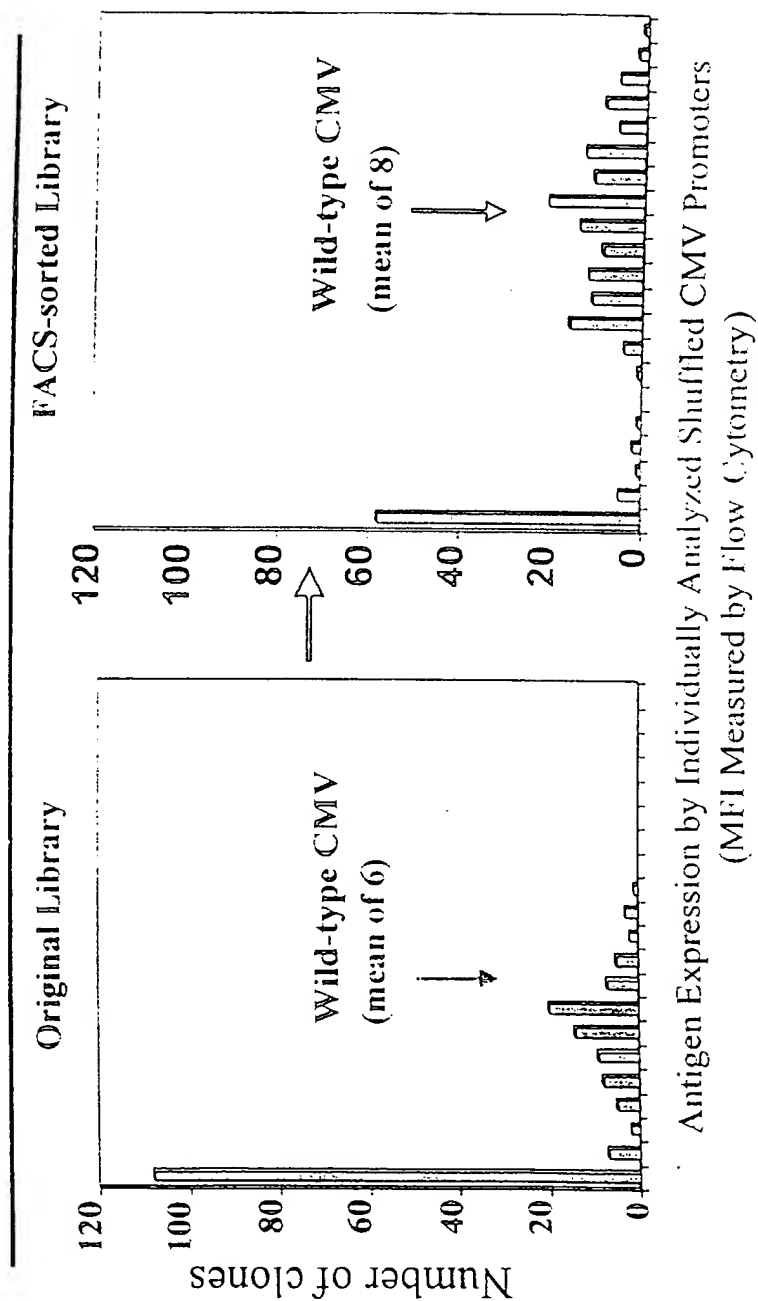 Original Library
FACS-sorted Library
Number of clones
120
100
80
60
40
20
0
Wild-type CMV
(mean of 6)
120
100
80
60
40
20
0
Wild-type CMV
(mean of 8)
Antigen Expression by Individually Analyzed Shuffled CMV Promoters
(MFI Measured by Flow Cytometry)